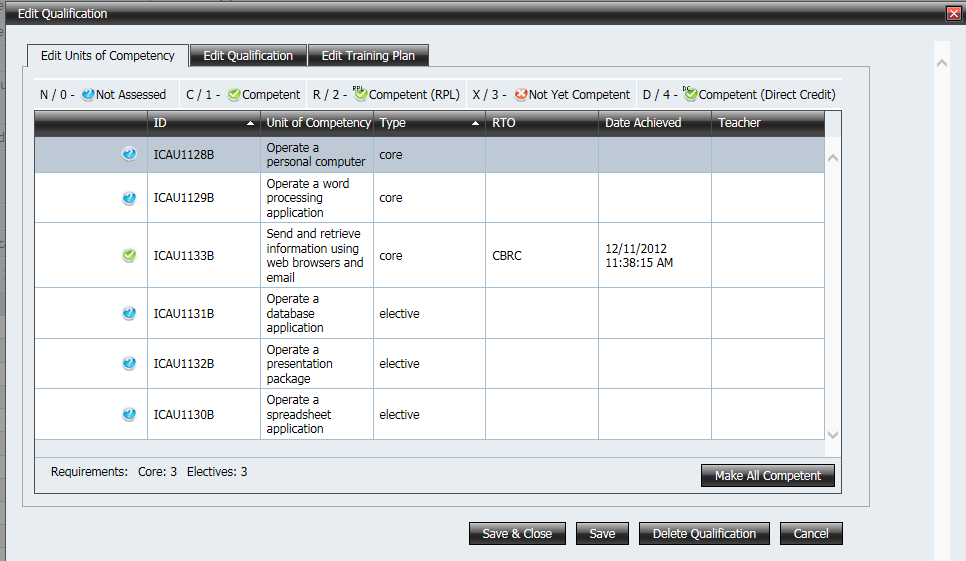 Edit Qualification
Edit Units of Competency Edit Qualification Edit Training Plan
N / 0 - Not Assessed C / 1 - Competent R / 2 - RPL Competent (RPL) X / 3 - Not Yet Competent D / 4 - DC Competent (Direct Credit)
ID Unit of Competency Type RTO Date Achieved Teacher
ICAU1128B Operate a personal computer core
ICAU1129B Operate a word processing application core
ICAU1133B Send and retrieve information using web browsers and email core CBRC 12/11/2012 11:38:15 AM
ICAU1131B Operate a database application elective
ICAU1132B Operate a presentation package elective
ICAU1130B Operate a spreadsheet application elective
Requirements: Core: 3 Electives: 3 Make All Competent
Save & Close Save Delete Qualification Cancel